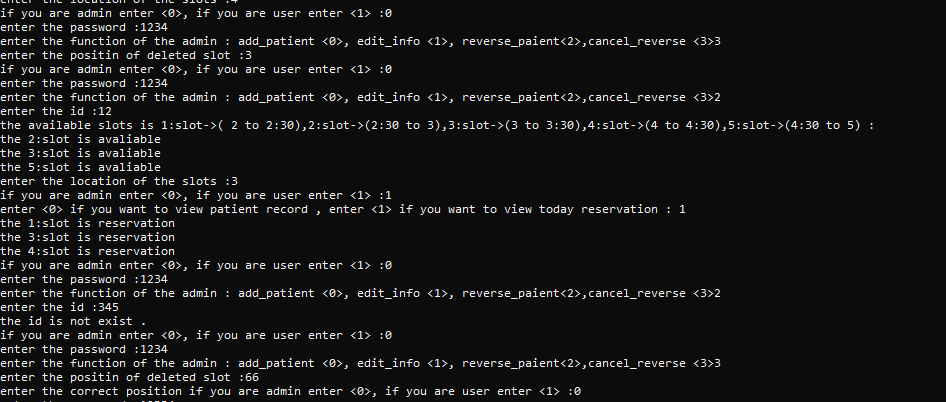 enter the location of the slots :4
if you are admin enter <0>, if you are user enter <1> :0
enter the password :1234
enter the function of the admin : add_patient <0>, edit_info <1>, reverse_paient<2>,cancel_reverse <3>3
enter the positin of deleted slot :3
if you are admin enter <0>, if you are user enter <1> :0
enter the password :1234
enter the function of the admin : add_patient <0>, edit_info <1>, reverse_paient<2>,cancel_reverse <3>2
enter the id :12
the available slots is 1:slot->( 2 to 2:30),2:slot->(2:30 to 3),3:slot->(3 to 3:30),4:slot->(4 to 4:30),5:slot->(4:30 to 5) :
the 2:slot is avaliable
the 3:slot is avaliable
the 5:slot is avaliable
enter the location of the slots :3
if you are admin enter <0>, if you are user enter <1> :1
enter <0> if you want to view patient record , enter <1> if you want to view today reservation : 1
the 1:slot is reservation
the 3:slot is reservation
the 4:slot is reservation
if you are admin enter <0>, if you are user enter <1> :0
enter the password :1234
enter the function of the admin : add_patient <0>, edit_info <1>, reverse_paient<2>,cancel_reverse <3>2
enter the id :345
the id is not exist .
if you are admin enter <0>, if you are user enter <1> :0
enter the password :1234
enter the function of the admin : add_patient <0>, edit_info <1>, reverse_paient<2>,cancel_reverse <3>3
enter the positin of deleted slot :66
enter the correct position if you are admin enter <0>, if you are user enter <1> :0